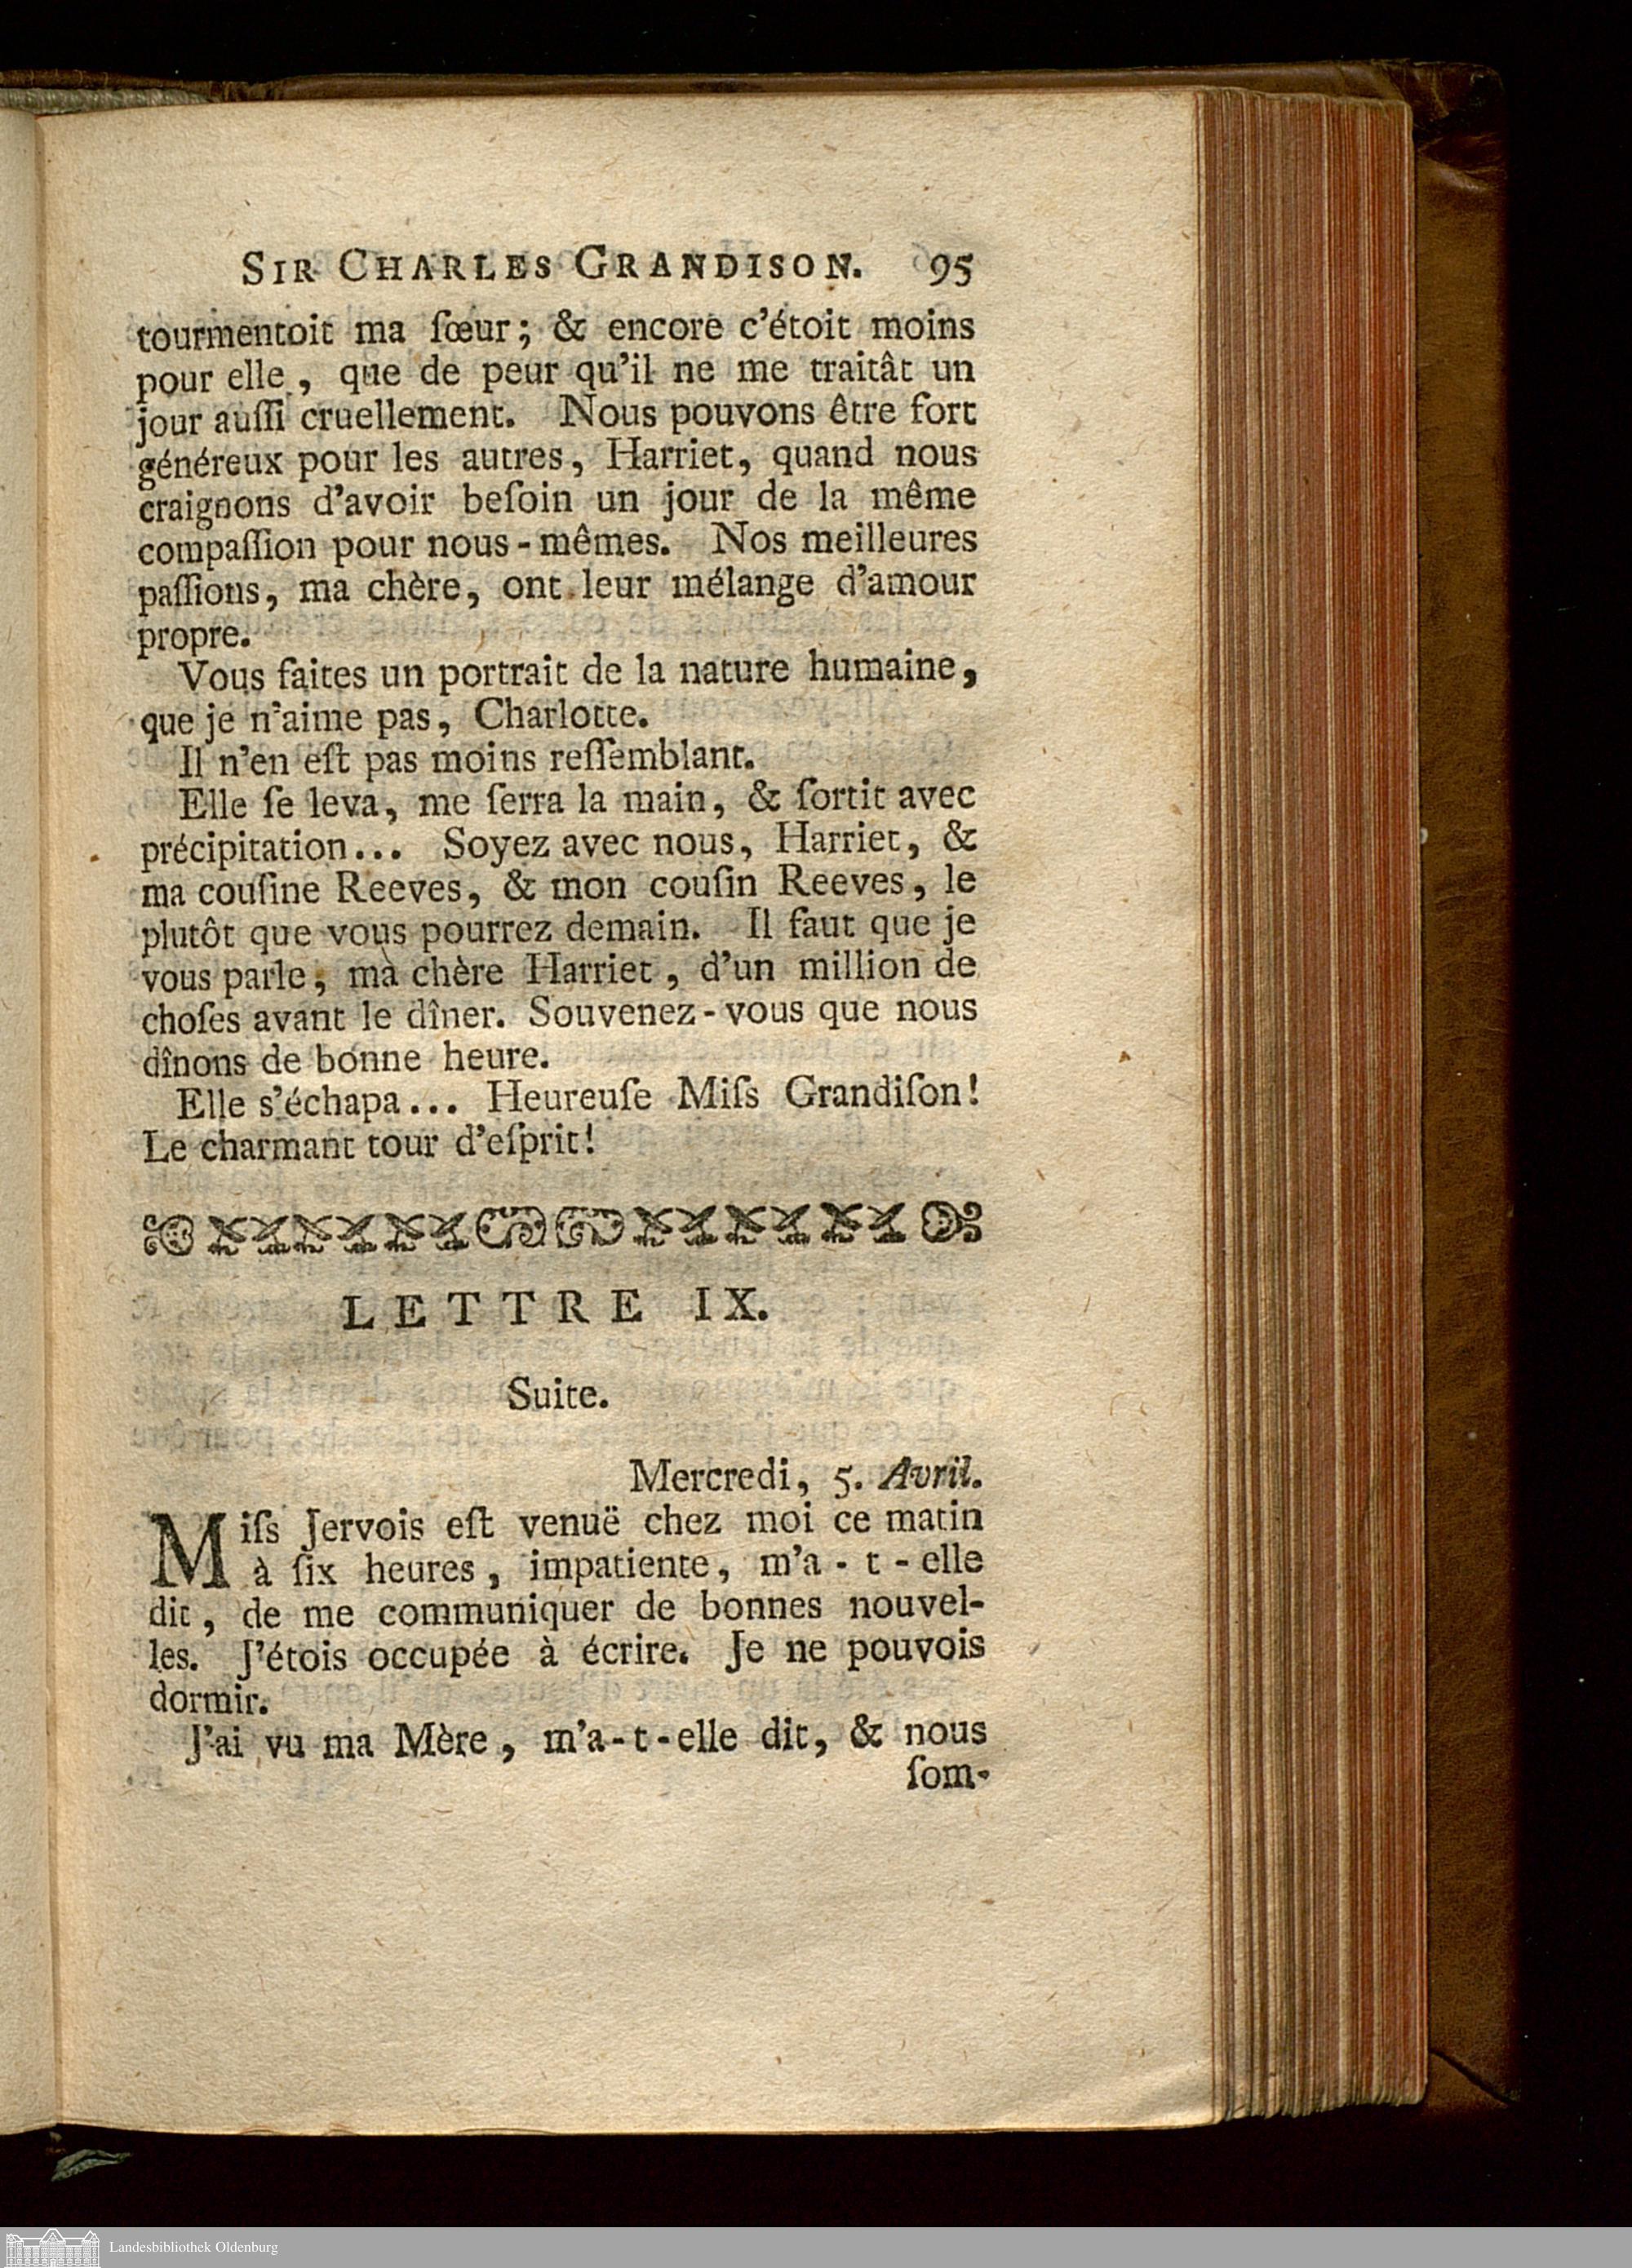 SIR CHARLES GRANDISON. 95
tourmentoit ma ſœur; & encore c'étoit moins
pour elle, que de peur qu'il ne me traitât un
jour auſſi cruellement. Nous pouvons être fort
généreux pour les autres, Harriet, quand nous
craignons d'avoir beſoin un jour de la même
compaſſion pour nous-mêmes. Nos meilleures
paſſions, ma chère, ont leur mélange d'amour
propre.
Vous faites un portrait de la nature humaine,
que je n'aime pas, Charlotte.
Il n'en eſt pas moins reſſemblant.
Elle ſe leva, me ſerra la main, & ſortit avec
précipitation... Soyez avec nous, Harriet, &
ma couſine Reeves, & mon couſin Reeves, le
plutôt que vous pourrez demain. Il faut que je
vous parle, mà chère Harriet, d'un million de
choſes avant le dîner. Souvenez-vous que nous
dînons de bonne heure.
Elle s'échapa... Heureuſe Miſs Grandiſon!
Le charmant tour d'eſprit!
LETTRE IX.
Suite.
Mercredi, 5. Avril.
Miſs Jervois eſt venuë chez moi ce matin
à ſix heures, impatiente, m'a-t-elle
dit, de me communiquer de bonnes nouvel-
les. J'étois occupée à écrire. Je ne pouvois
dormir.
J'ai vu ma Mère, m'a-t-elle dit, & nous
ſom-
Landesbibliothek Oldenburg